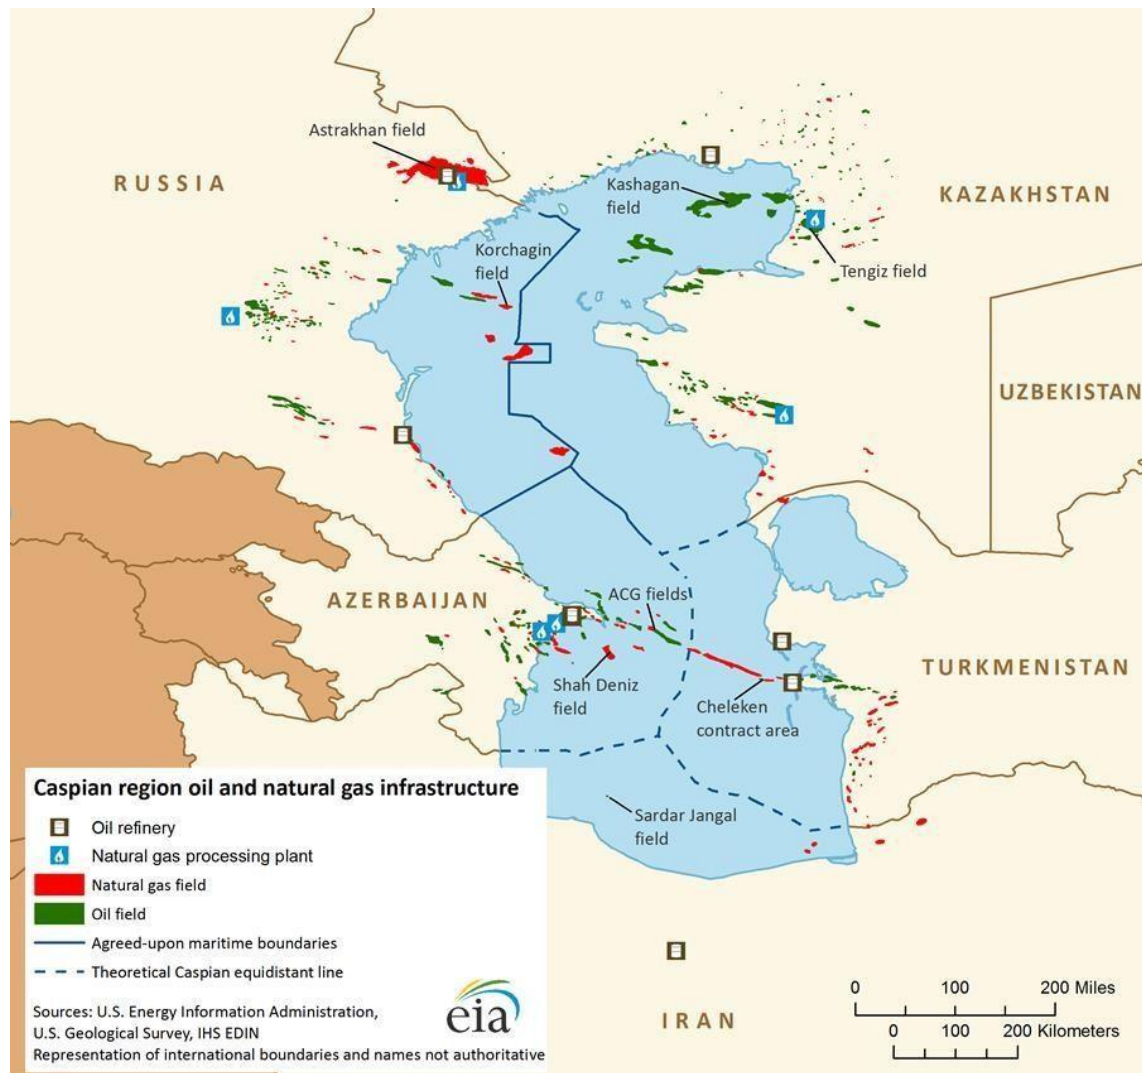 Astrakhan field
RUSSIA
Kashagan
field
KAZAKHSTAN
Korchagin
field
Tengiz field
UZBEKISTAN
ACG fields
AZERBAIJAN
TURKMENISTAN
Shah Deniz
field
Cheleken
contract area
Caspian region oil and natural gas infrastructure
Oil refinery
Natural gas processing plant
Natural gas field
Oil field
Agreed-upon maritime boundaries
Theoretical Caspian equidistant line
Sources: U.S. Energy Information Administration,
U.S. Geological Survey, IHS EDIN
Representation of international boundaries and names not authoritative
eia
Sardar Jangal
field
IRAN
0 100 200 Miles
0 100 200 Kilometers